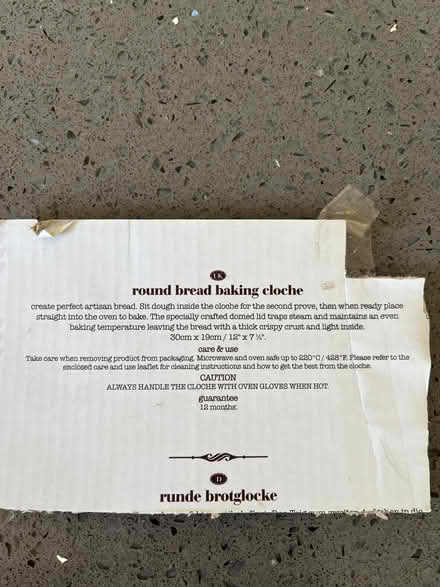 UK
round bread baking cloche
create perfect artisan bread. Sit dough inside the cloche for the second prove, then when ready place
straight into the oven to bake. The specially crafted domed lid traps steam and maintains an even
baking temperature leaving the bread with a thick crispy crust and light inside.
30cm x 19cm / 12" x 7 ½".
care & use
Take care when removing product from packaging. Microwave and oven safe up to 220°C / 428°F. Please refer to the
enclosed care and use leaflet for cleaning instructions and how to get the best from the cloche.
CAUTION
ALWAYS HANDLE THE CLOCHE WITH OVEN GLOVES WHEN HOT.
guarantee
12 months.
D
runde brotglocke